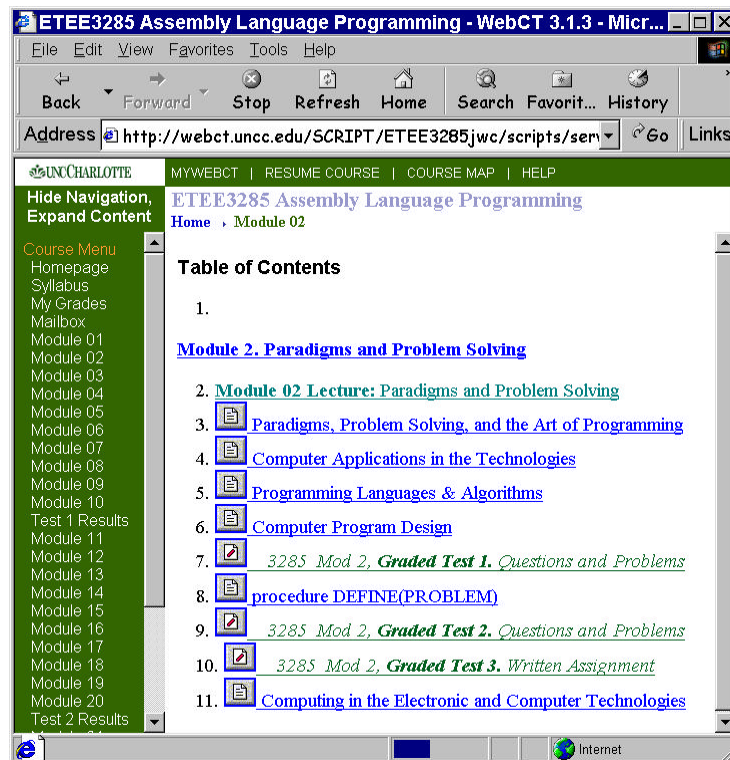 ETEE3285 Assembly Language Programming - WebCT 3.1.3 - Micr...
File Edit View Favorites Tools Help
Back Forward Stop Refresh Home Search Favorit... History
Address http://webct.uncc.edu/SCRIPT/ETEE3285jwc/scripts/serv Go Links
UNC CHARLOTTE MYWEBCT | RESUME COURSE | COURSE MAP | HELP
Hide Navigation,
Expand Content
ETEE3285 Assembly Language Programming
Home › Module 02
Course Menu
Homepage
Syllabus
My Grades
Mailbox
Module 01
Module 02
Module 03
Module 04
Module 05
Module 06
Module 07
Module 08
Module 09
Module 10
Test 1 Results
Module 11
Module 12
Module 13
Module 14
Module 15
Module 16
Module 17
Module 18
Module 19
Module 20
Test 2 Results
Table of Contents
1.
Module 2. Paradigms and Problem Solving
2. Module 02 Lecture: Paradigms and Problem Solving
3. Paradigms, Problem Solving, and the Art of Programming
4. Computer Applications in the Technologies
5. Programming Languages & Algorithms
6. Computer Program Design
7. 3285 Mod 2, Graded Test 1. Questions and Problems
8. procedure DEFINE(PROBLEM)
9. 3285 Mod 2, Graded Test 2. Questions and Problems
10. 3285 Mod 2, Graded Test 3. Written Assignment
11. Computing in the Electronic and Computer Technologies
Internet